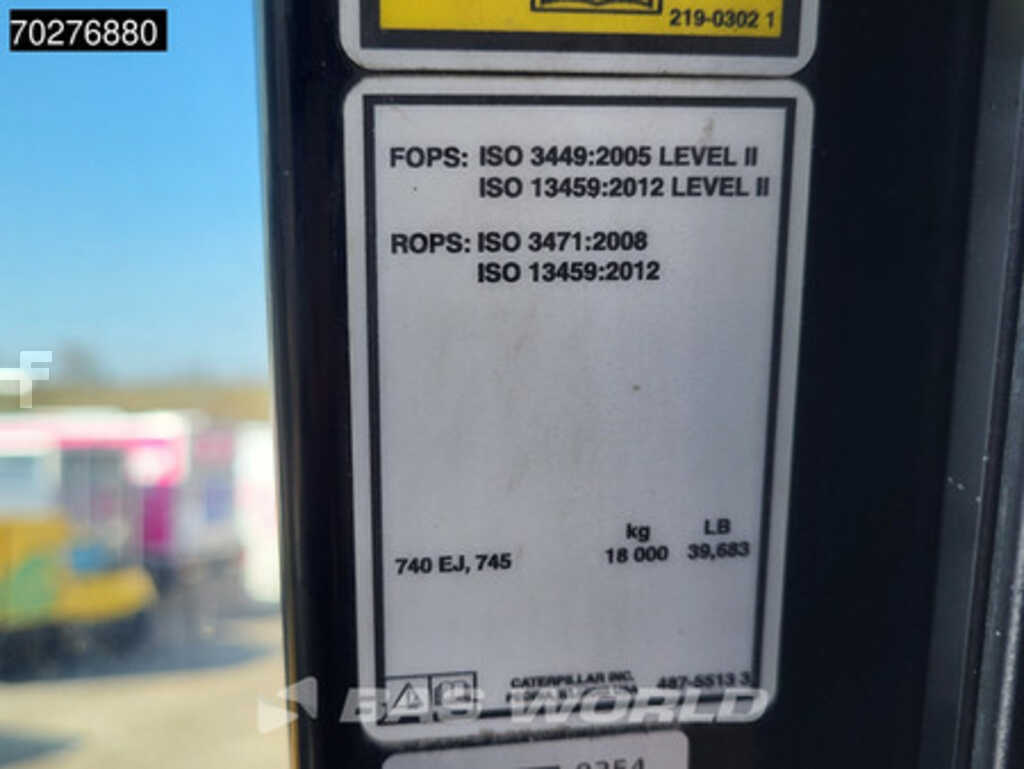 70276880
219-0302 1
FOPS: ISO 3449:2005 LEVEL II
ISO 13459:2012 LEVEL II
ROPS: ISO 3471:2008
ISO 13459:2012
kg LB
740 EJ, 745 18 000 39,683
CATERPILLAR INC.
487-5513 3
BAS WORLD